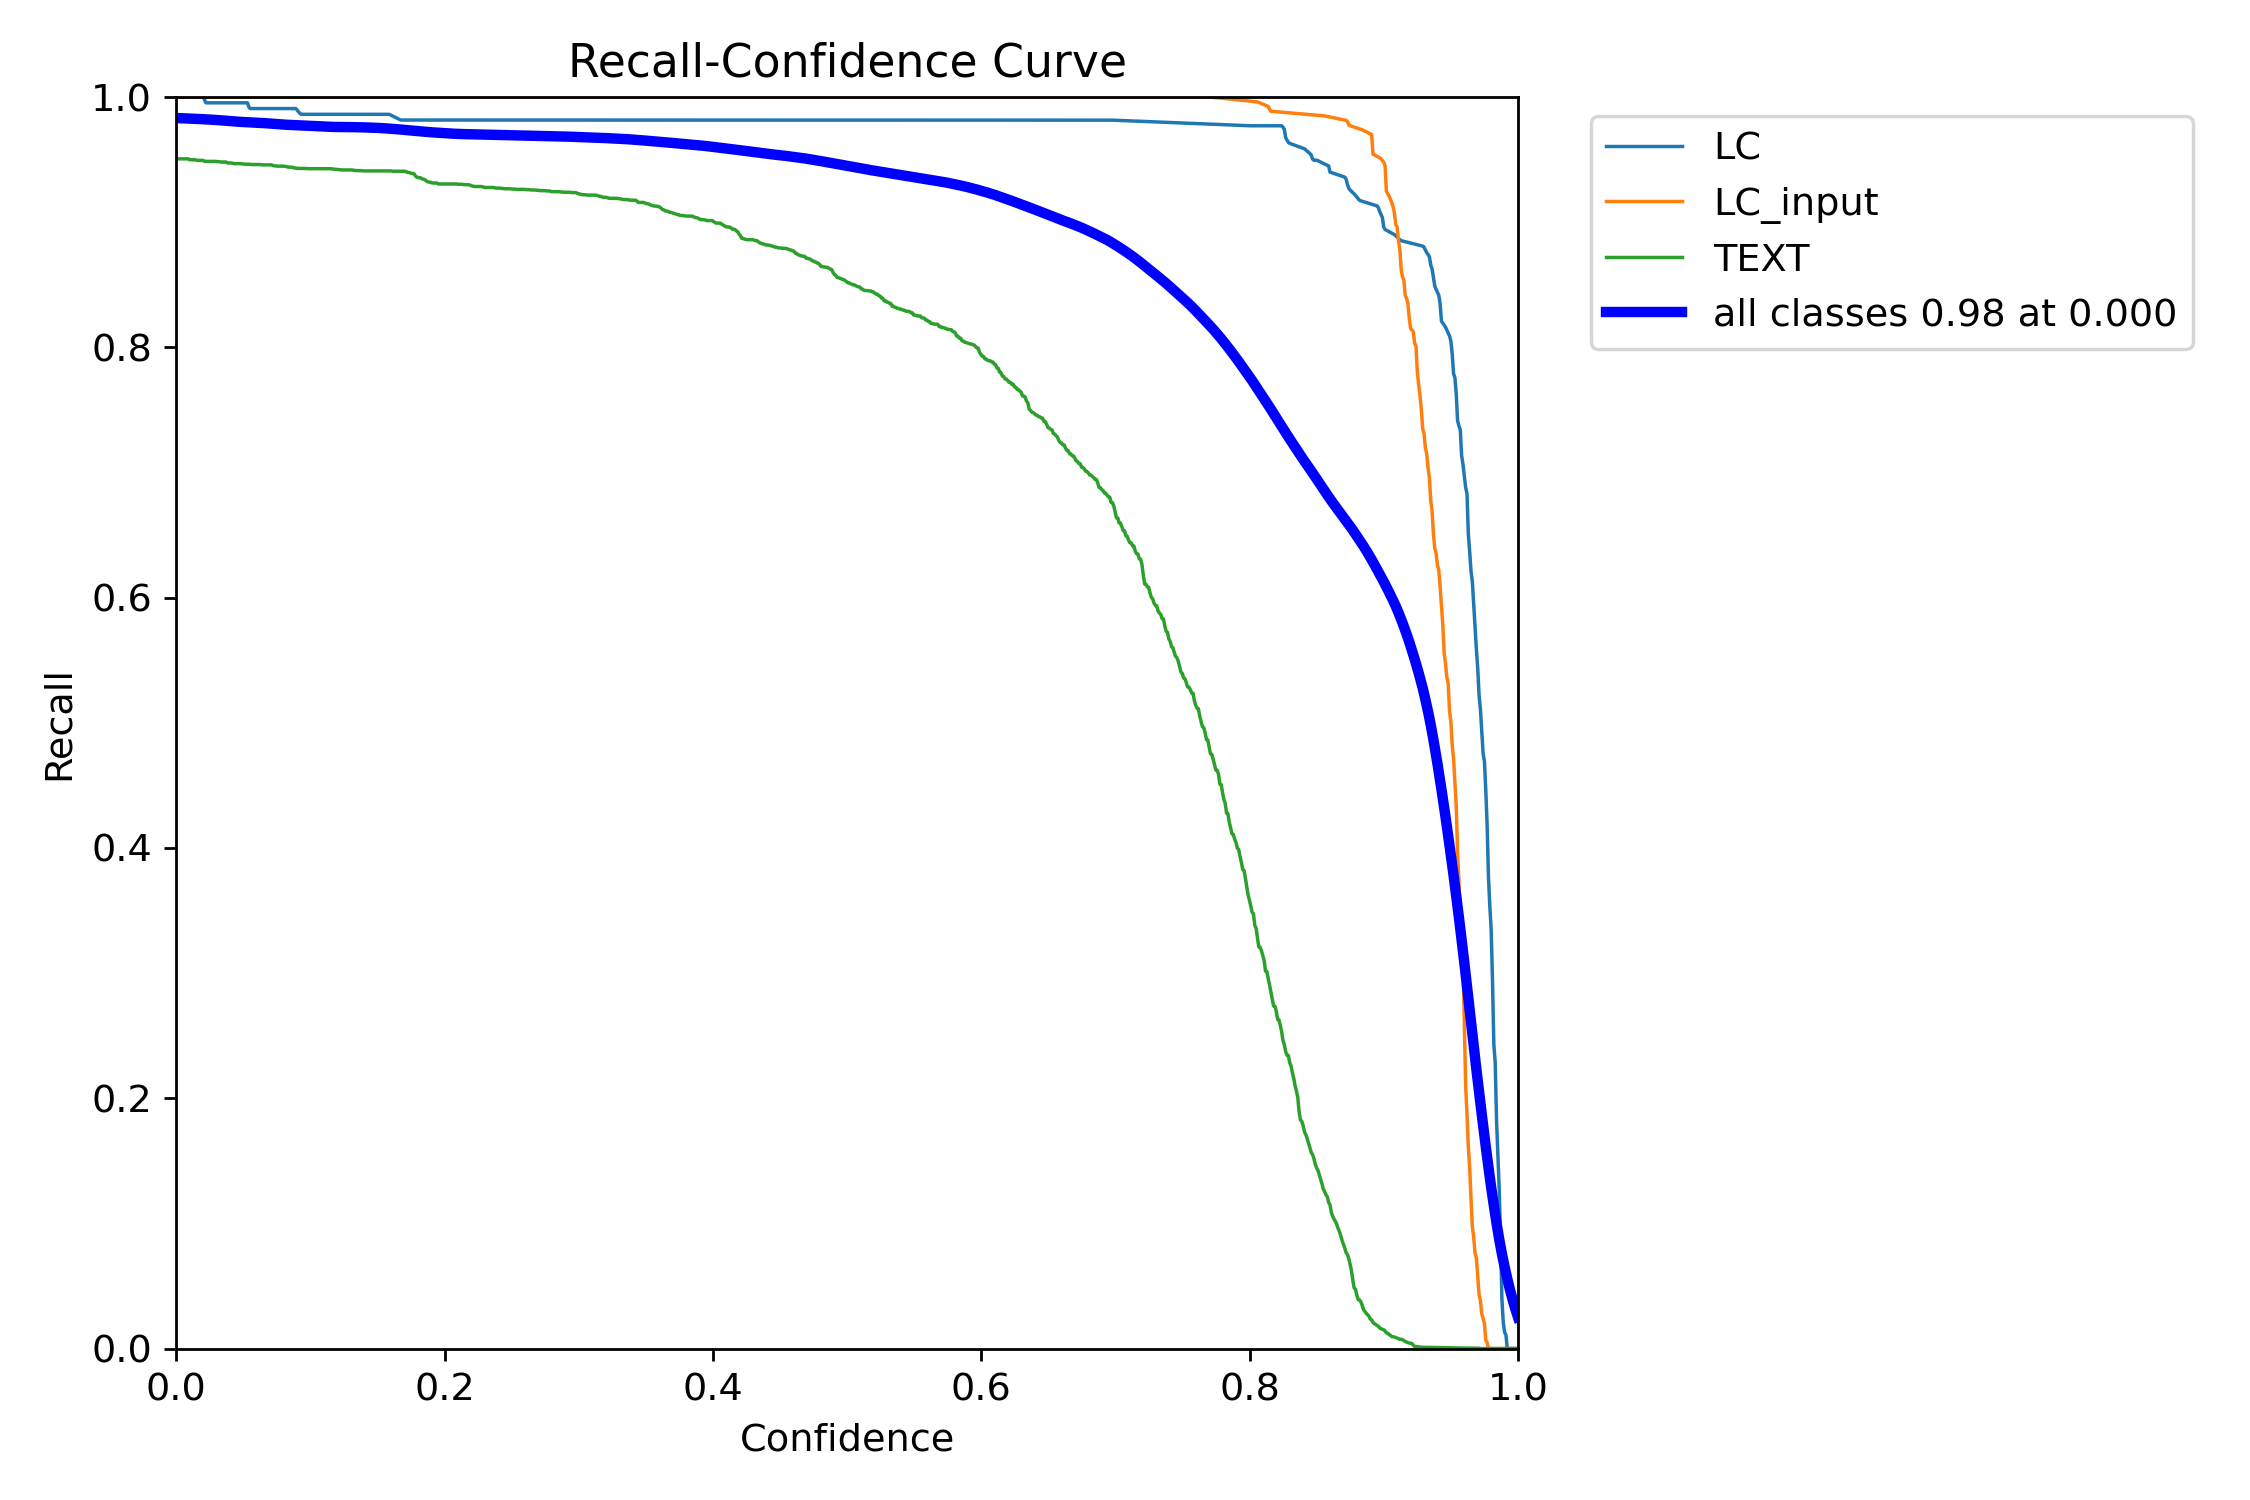 Recall-Confidence Curve
1.0
0.8
0.6
0.4
0.2
0.0
Recall
0.0 0.2 0.4 0.6 0.8 1.0
Confidence
LC
LC_input
TEXT
all classes 0.98 at 0.000